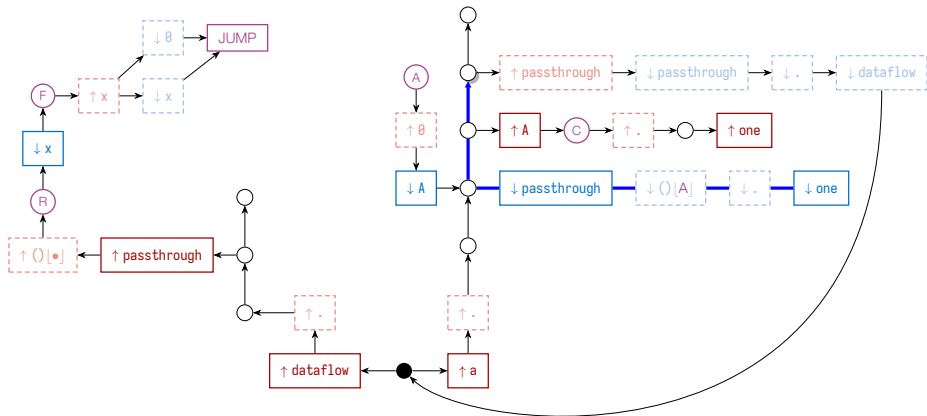 ↓ 0
JUMP
A
↑ passthrough
↓ passthrough
↓ .
↓ dataflow
F
↑ x
↓ x
↑ 0
↑ A
C
↑ .
↑ one
↓ x
↓ A
↓ passthrough
↓ ()⌊A⌋
↓ .
↓ one
R
↑ ()⌊•⌋
↑ passthrough
↑ .
↑ .
↑ dataflow
↑ a